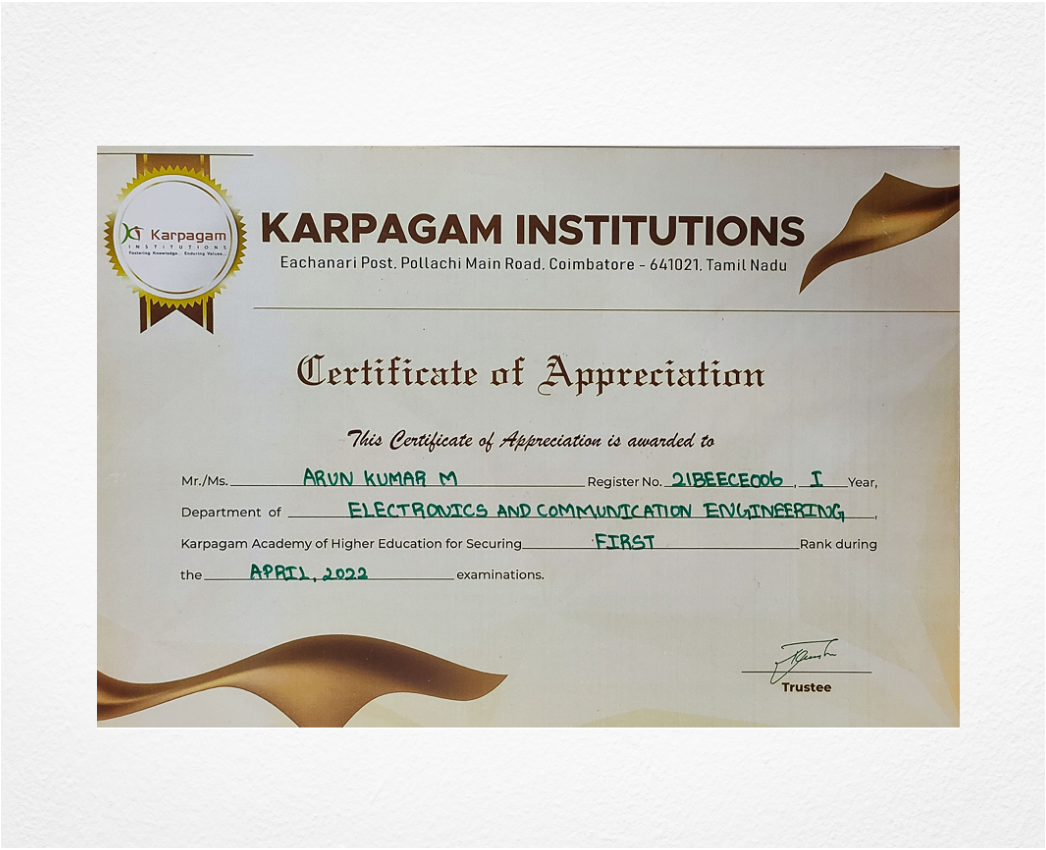 Karpagam
INSTITUTIONS
Fostering Knowledge... Enduring Values...
KARPAGAM INSTITUTIONS
Eachanari Post, Pollachi Main Road, Coimbatore - 641021, Tamil Nadu
Certificate of Appreciation
This Certificate of Appreciation is awarded to
Mr./Ms. ARUN KUMAR M Register No. 21BEECE006, I Year,
Department of ELECTRONICS AND COMMUNICATION ENGINEERING,
Karpagam Academy of Higher Education for Securing FIRST Rank during
the APRIL, 2022 examinations.
Trustee